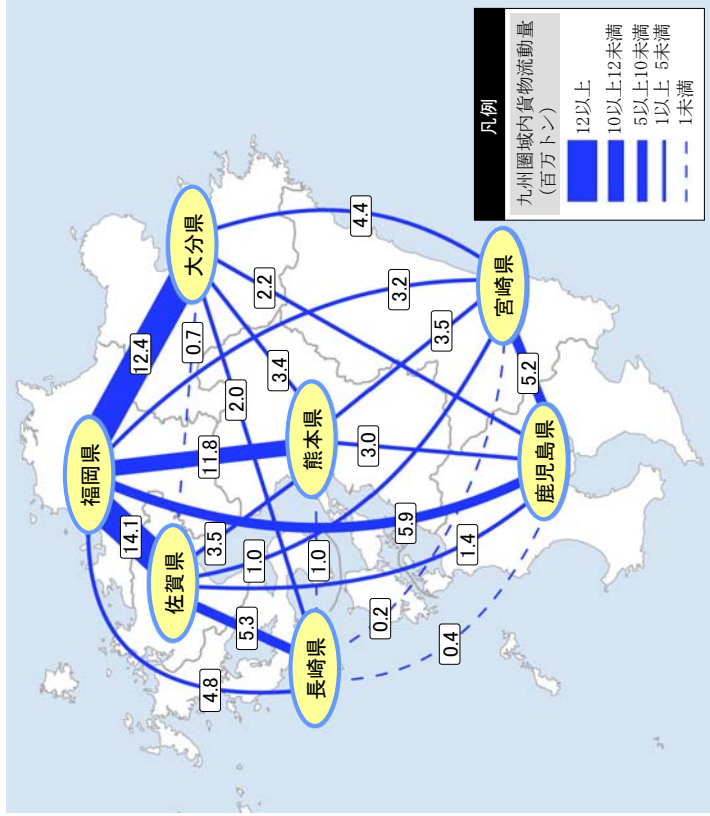 福岡県
大分県
佐賀県
熊本県
長崎県
宮崎県
鹿児島県
12.4
14.1
11.8
0.7
2.0
3.4
2.2
3.2
4.4
3.5
5.2
3.0
5.9
3.5
1.0
1.0
1.4
5.3
4.8
0.2
0.4
凡例
九州圏域内貨物流動量
(百万トン)
12以上
10以上12未満
5以上10未満
1以上 5未満
1未満